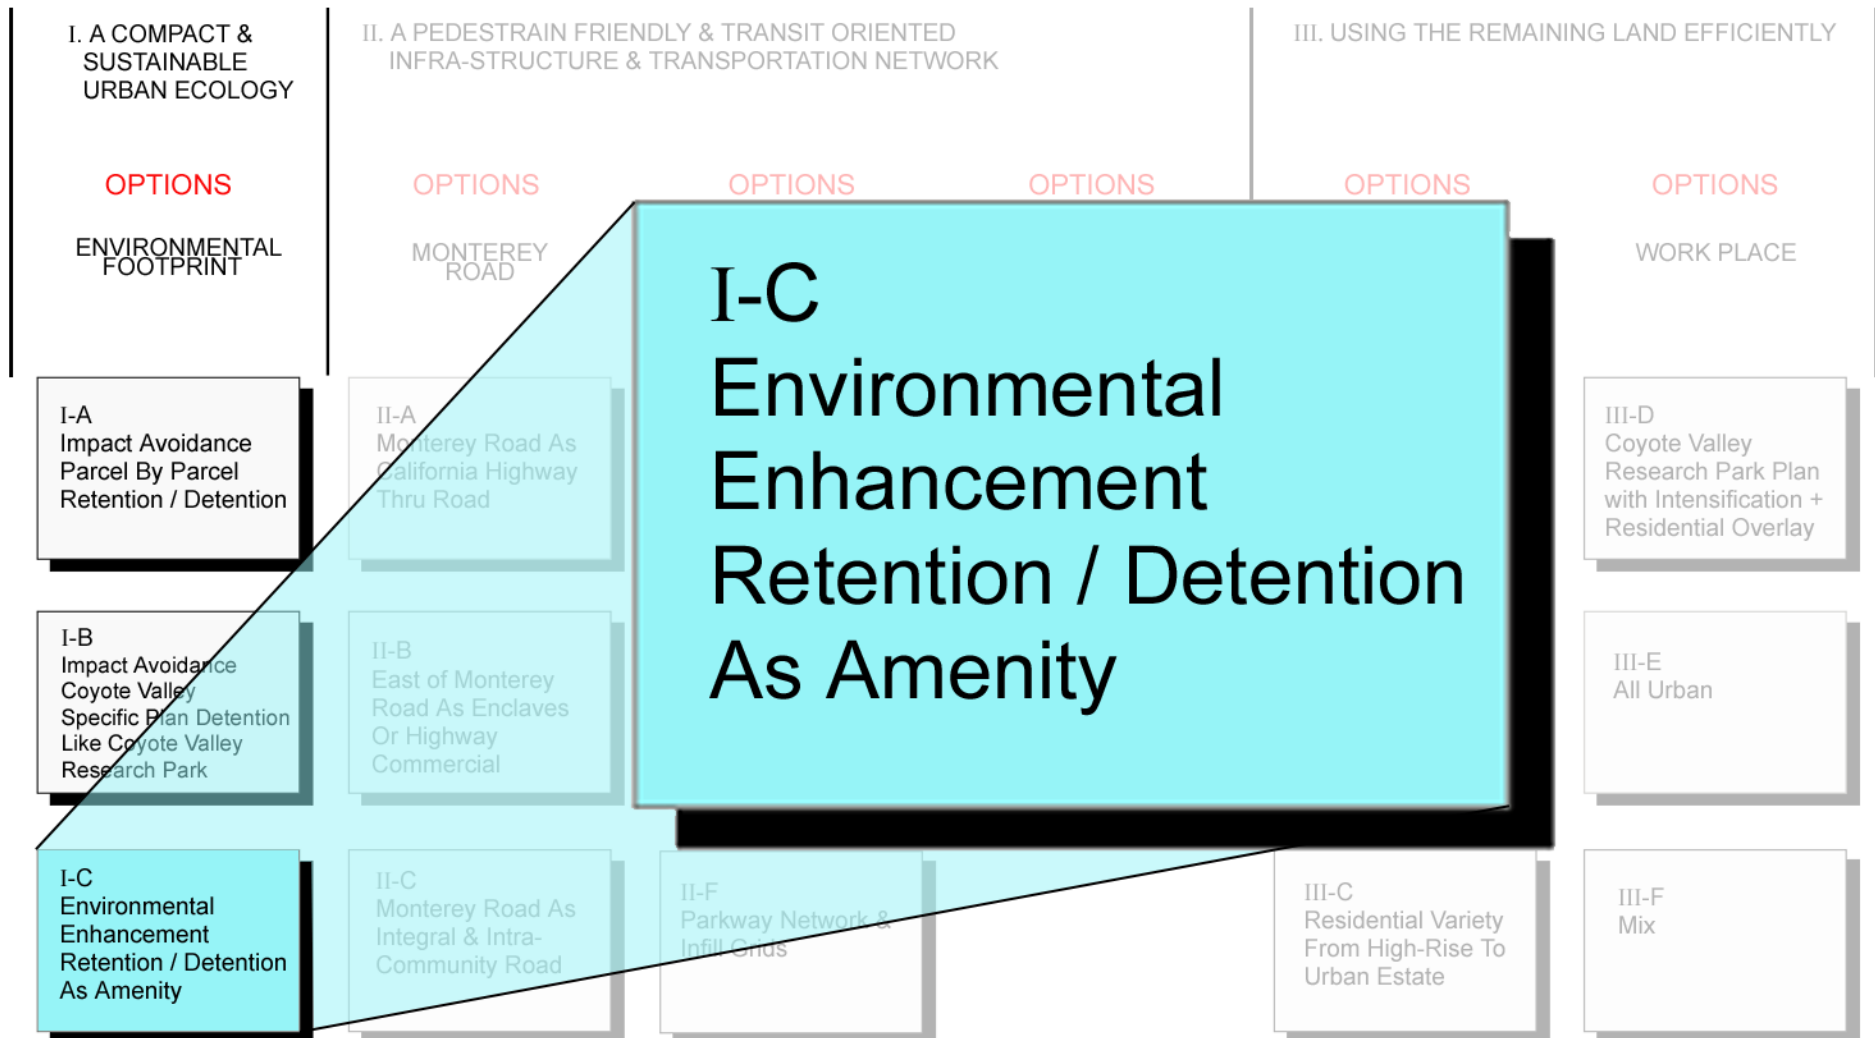 I. A COMPACT &
SUSTAINABLE
URBAN ECOLOGY
II. A PEDESTRAIN FRIENDLY & TRANSIT ORIENTED
INFRA-STRUCTURE & TRANSPORTATION NETWORK
III. USING THE REMAINING LAND EFFICIENTLY
OPTIONS
OPTIONS
OPTIONS
OPTIONS
OPTIONS
OPTIONS
ENVIRONMENTAL
FOOTPRINT
MONTEREY
ROAD
WORK PLACE
I-C
Environmental
Enhancement
Retention / Detention
As Amenity
I-A
Impact Avoidance
Parcel By Parcel
Retention / Detention
II-A
Monterey Road As
California Highway
Thru Road
III-D
Coyote Valley
Research Park Plan
with Intensification +
Residential Overlay
I-B
Impact Avoidance
Coyote Valley
Specific Plan Detention
Like Coyote Valley
Research Park
II-B
East of Monterey
Road As Enclaves
Or Highway
Commercial
III-E
All Urban
I-C
Environmental
Enhancement
Retention / Detention
As Amenity
II-C
Monterey Road As
Integral & Intra-
Community Road
II-F
Parkway Network &
Infill Grids
III-C
Residential Variety
From High-Rise To
Urban Estate
III-F
Mix